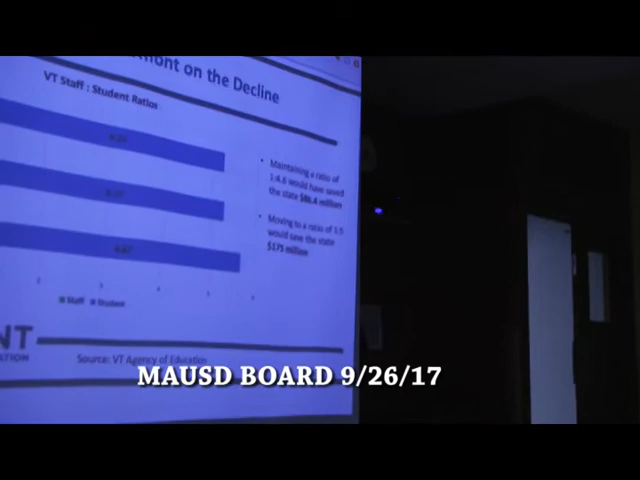 on the Decline
VT Staff : Student Ratios
• Maintaining a ratio of
1:4.6 would have saved
the state $86.4 million
• Moving to a ratio of 1:5
would save the state
$173 million
Staff Student
NT
ATION
Source: VT Agency of Education
MAUSD BOARD 9/26/17